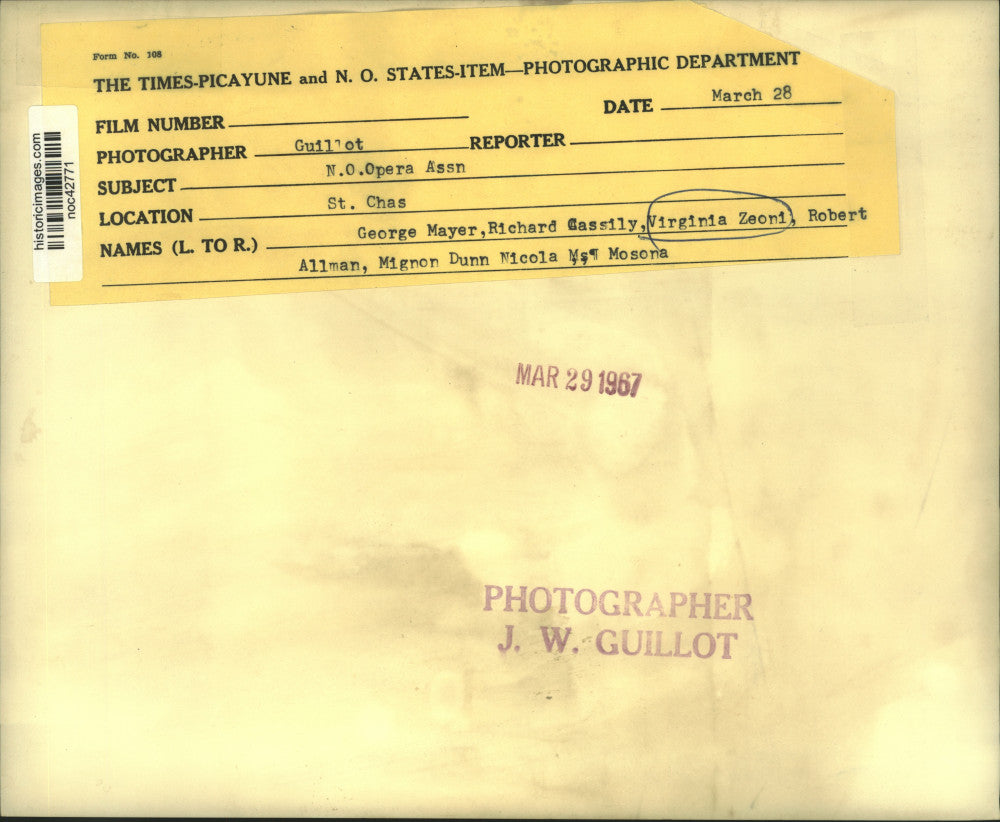 Form No. 108
THE TIMES-PICAYUNE and N. O. STATES-ITEM—PHOTOGRAPHIC DEPARTMENT
DATE March 28
FILM NUMBER
PHOTOGRAPHER Guillot REPORTER
SUBJECT N.O.Opera Assn
LOCATION St. Chas
NAMES (L. TO R.) George Mayer,Richard Cassily,Virginia Zeoni, Robert
Allman, Mignon Dunn Nicola Mosona
historicimages.com
noc42771
MAR 29 1967
PHOTOGRAPHER
J. W. GUILLOT